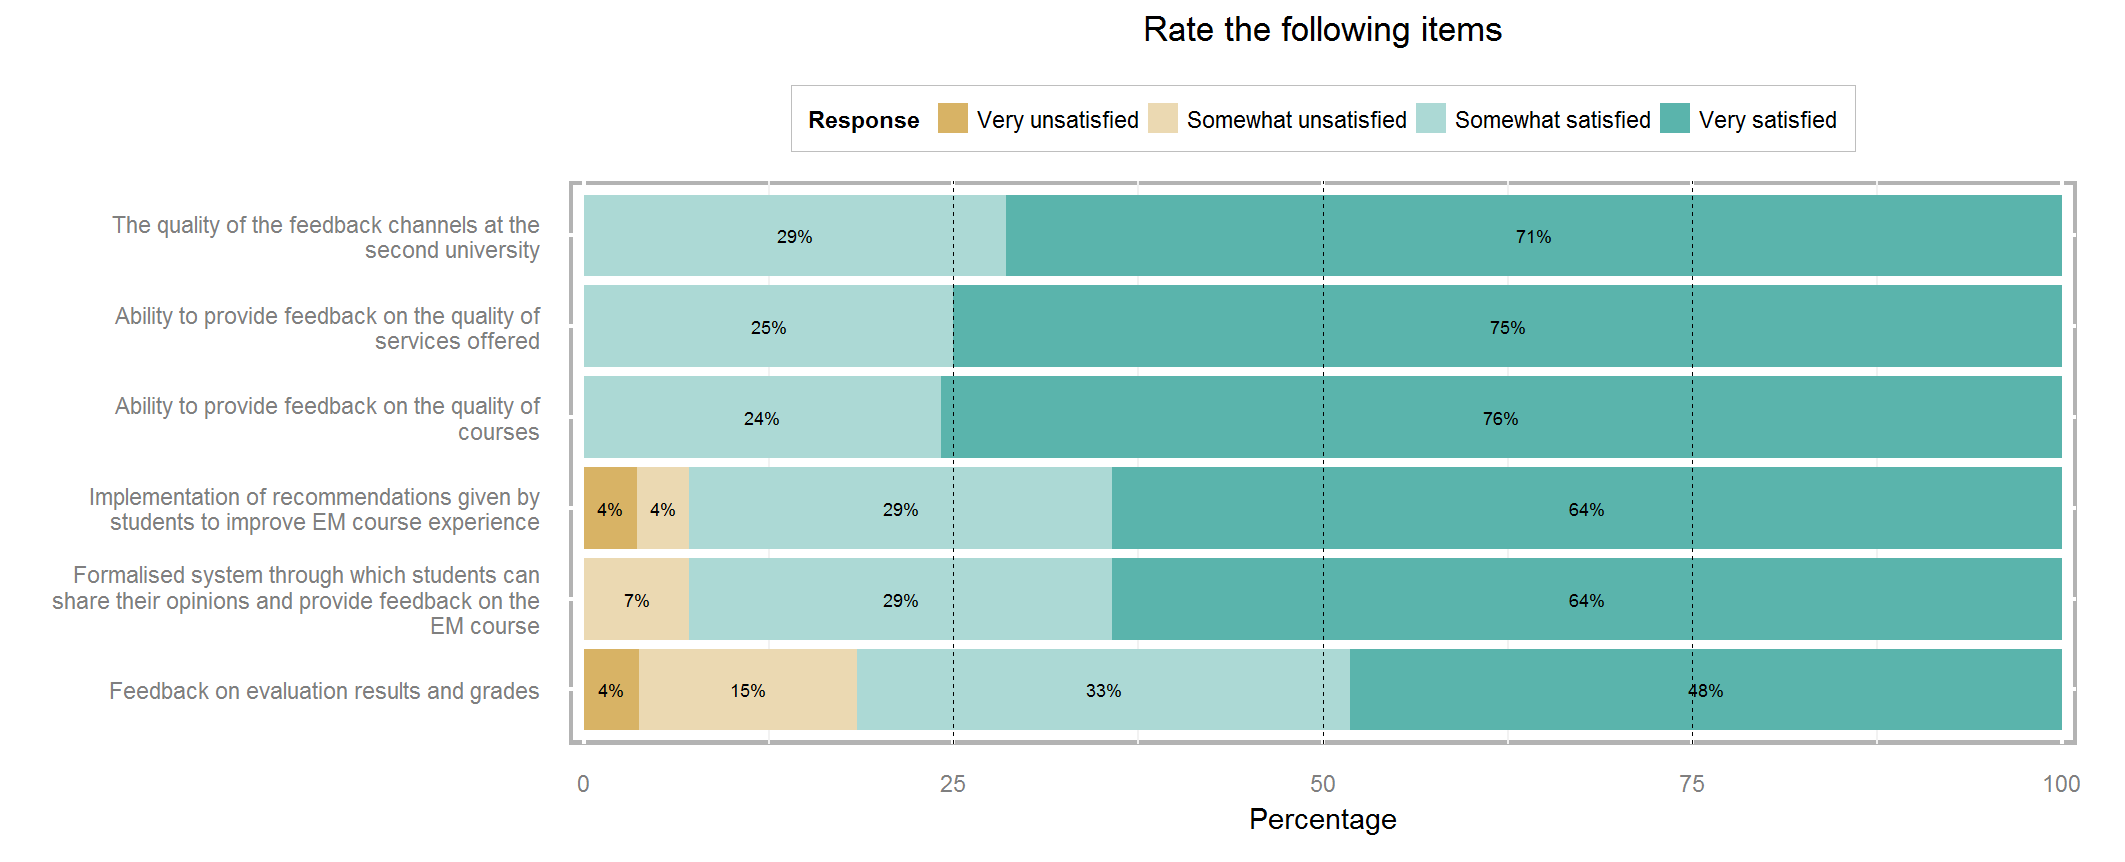 Rate the following items
Response Very unsatisfied Somewhat unsatisfied Somewhat satisfied Very satisfied
The quality of the feedback channels at the
second university
29% 71%
Ability to provide feedback on the quality of
services offered
25% 75%
Ability to provide feedback on the quality of
courses
24% 76%
Implementation of recommendations given by
students to improve EM course experience
4% 4% 29% 64%
Formalised system through which students can
share their opinions and provide feedback on the
EM course
7% 29% 64%
Feedback on evaluation results and grades
4% 15% 33% 48%
0 25 50 75 100
Percentage